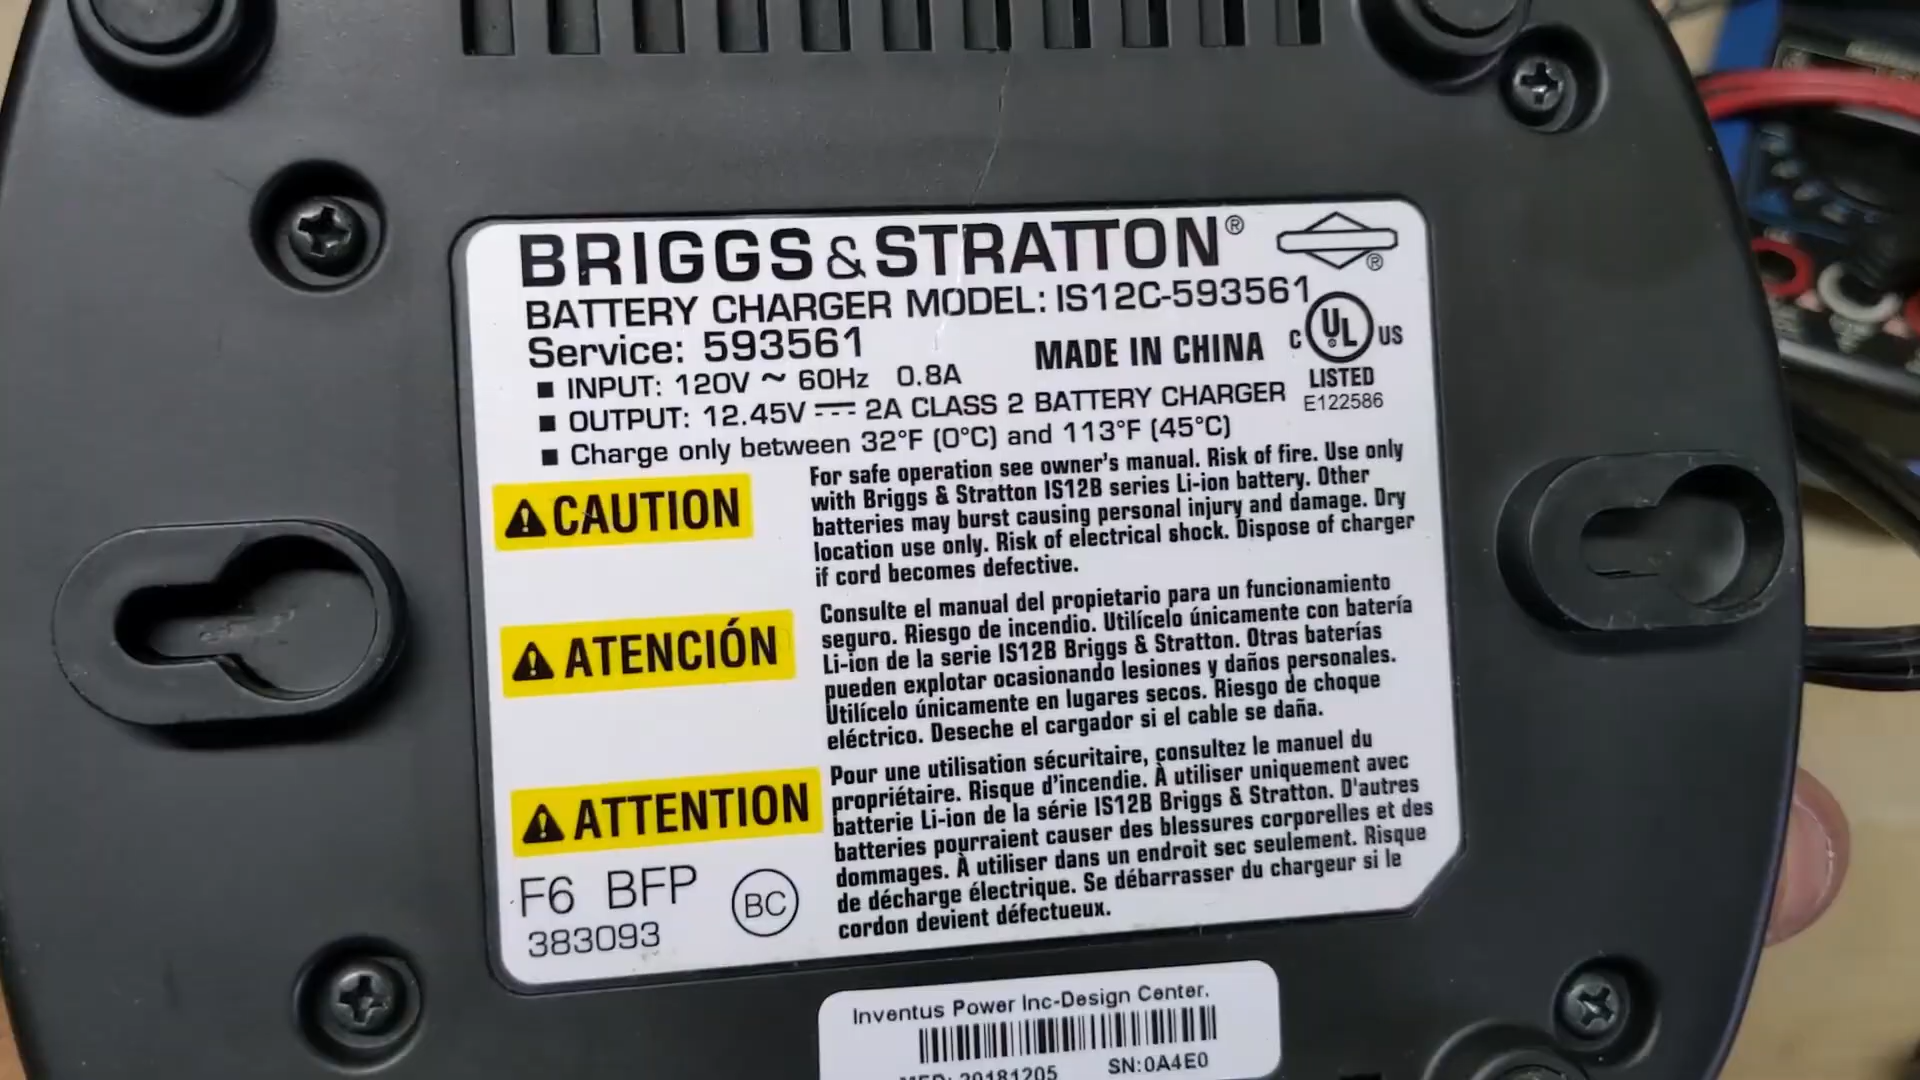 BRIGGS & STRATTON®
®
BATTERY CHARGER MODEL: IS12C-593561
Service: 593561
MADE IN CHINA
C UL US
LISTED
E122586
■ INPUT: 120V ~ 60Hz 0.8A
■ OUTPUT: 12.45V ⎓ 2A CLASS 2 BATTERY CHARGER
■ Charge only between 32°F (0°C) and 113°F (45°C)
⚠ CAUTION
For safe operation see owner's manual. Risk of fire. Use only
with Briggs & Stratton IS12B series Li-ion battery. Other
batteries may burst causing personal injury and damage. Dry
location use only. Risk of electrical shock. Dispose of charger
if cord becomes defective.
⚠ ATENCIÓN
Consulte el manual del propietario para un funcionamiento
seguro. Riesgo de incendio. Utilícelo únicamente con batería
Li-ion de la serie IS12B Briggs & Stratton. Otras baterías
pueden explotar ocasionando lesiones y daños personales.
Utilícelo únicamente en lugares secos. Riesgo de choque
eléctrico. Deseche el cargador si el cable se daña.
⚠ ATTENTION
Pour une utilisation sécuritaire, consultez le manuel du
propriétaire. Risque d'incendie. À utiliser uniquement avec
batterie Li-ion de la série IS12B Briggs & Stratton. D'autres
batteries pourraient causer des blessures corporelles et des
dommages. À utiliser dans un endroit sec seulement. Risque
de décharge électrique. Se débarrasser du chargeur si le
cordon devient défectueux.
F6 BFP
BC
383093
Inventus Power Inc-Design Center.
MFD: 20181205 SN:0A4E0